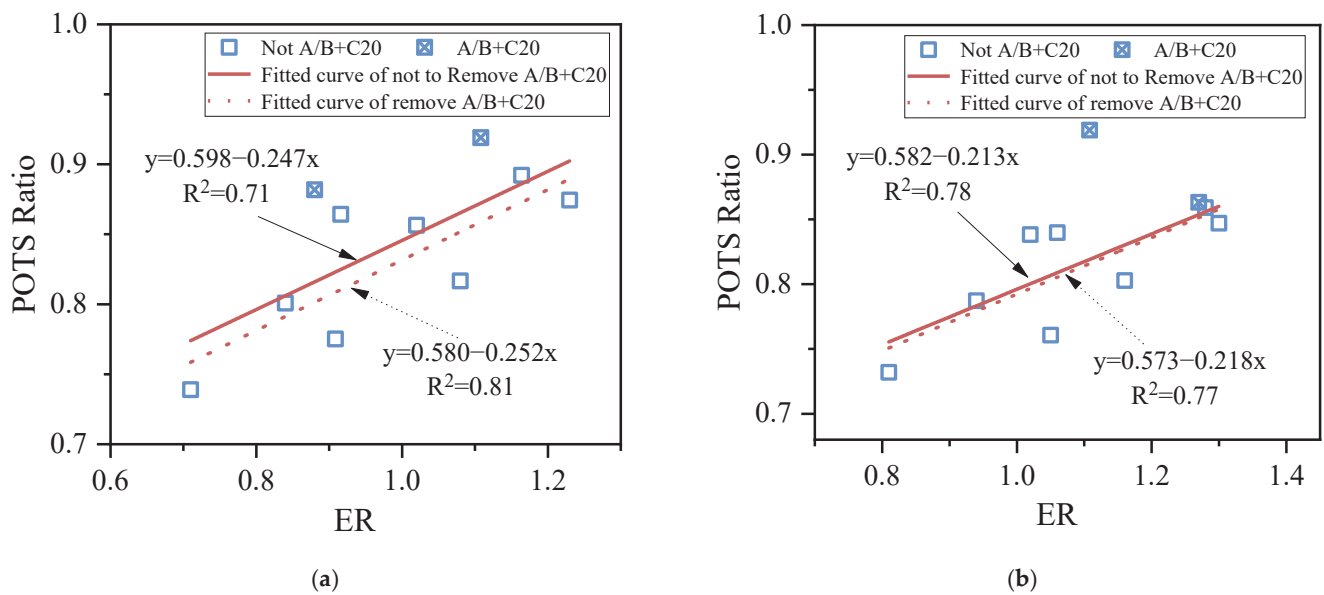 1.0
0.9
0.8
0.7
POTS Ratio
Not A/B+C20
A/B+C20
Fitted curve of not to Remove A/B+C20
Fitted curve of remove A/B+C20
y=0.598−0.247x
R²=0.71
y=0.580−0.252x
R²=0.81
0.6 0.8 1.0 1.2
ER
(a)
1.0
0.9
0.8
0.7
POTS Ratio
Not A/B+C20
A/B+C20
Fitted curve of not to Remove A/B+C20
Fitted curve of remove A/B+C20
y=0.582−0.213x
R²=0.78
y=0.573−0.218x
R²=0.77
0.8 1.0 1.2 1.4
ER
(b)